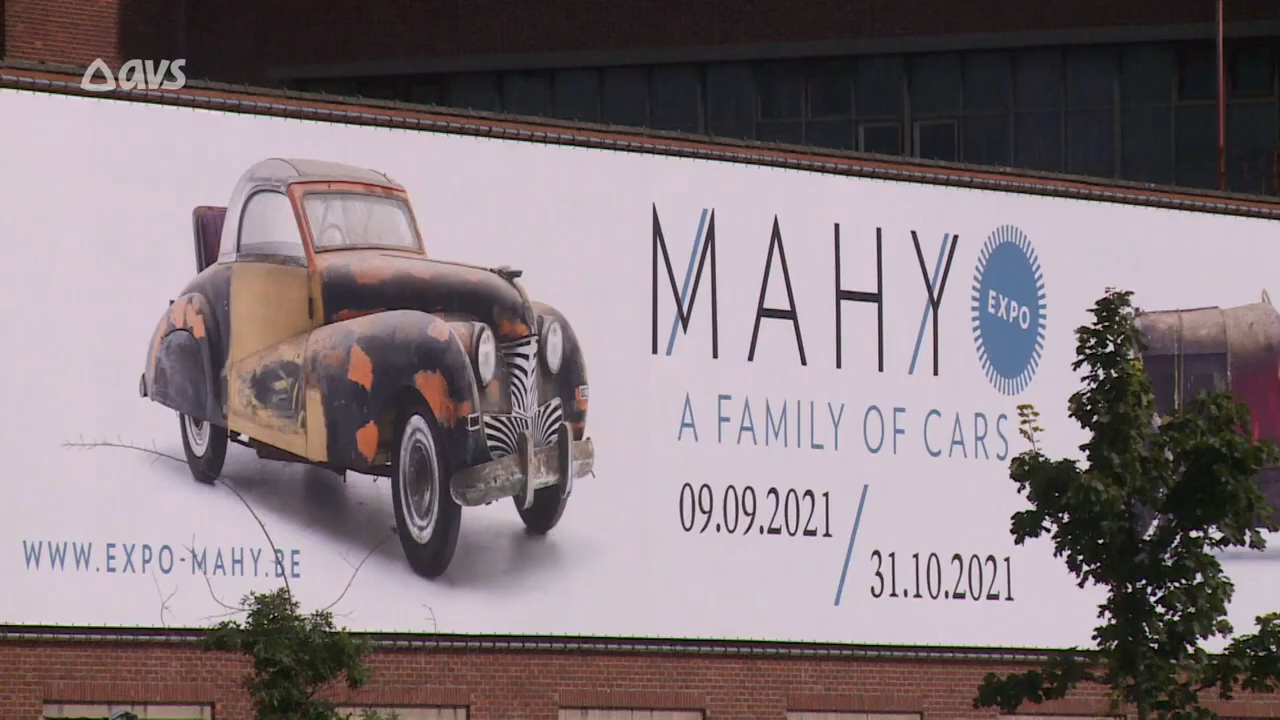 avs
MAHY
EXPO
A FAMILY OF CARS
09.09.2021 /
31.10.2021
WWW.EXPO-MAHY.BE